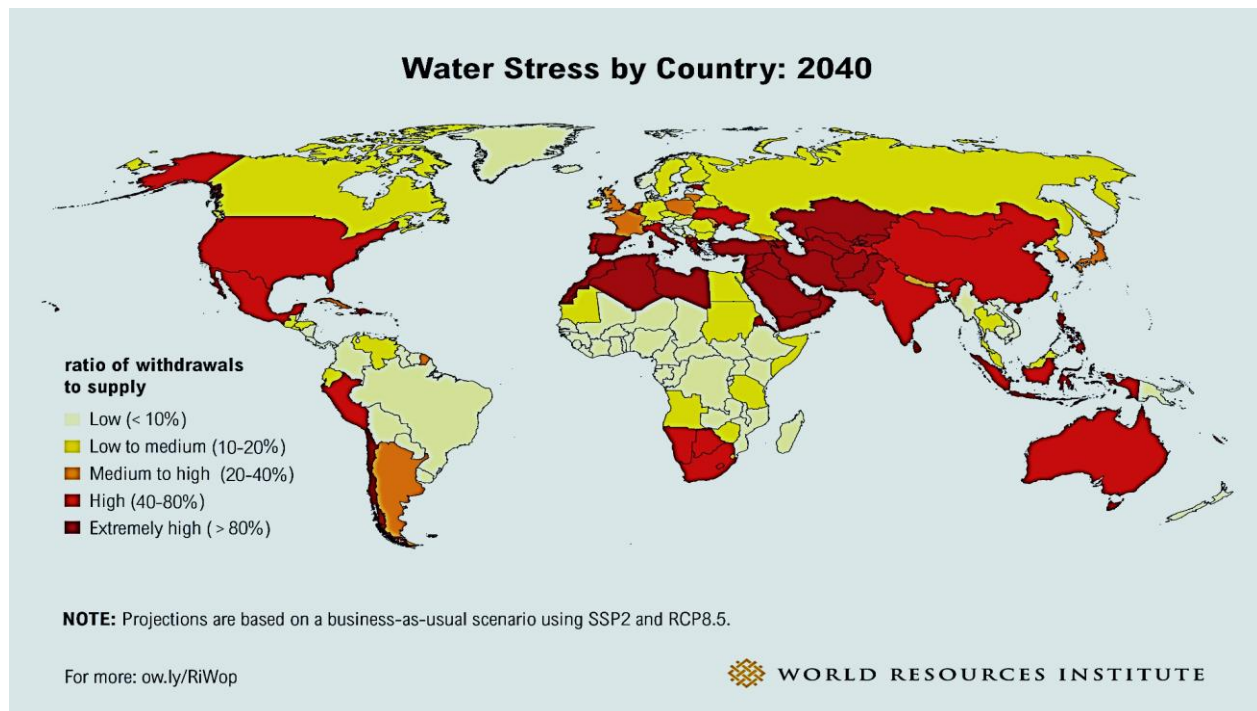 Water Stress by Country: 2040
ratio of withdrawals
to supply
Low (< 10%)
Low to medium (10-20%)
Medium to high (20-40%)
High (40-80%)
Extremely high (> 80%)
NOTE: Projections are based on a business-as-usual scenario using SSP2 and RCP8.5.
For more: ow.ly/RiWop
WORLD RESOURCES INSTITUTE